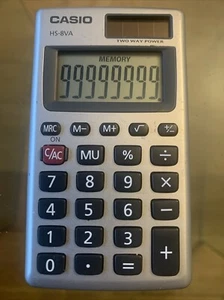 CASIO
HS-8VA
TWO WAY POWER
MEMORY
99999999
MRC M- M+ √ +/-
ON
C/AC MU % ÷
7 8 9 ×
4 5 6 -
1 2 3 +
0 · =